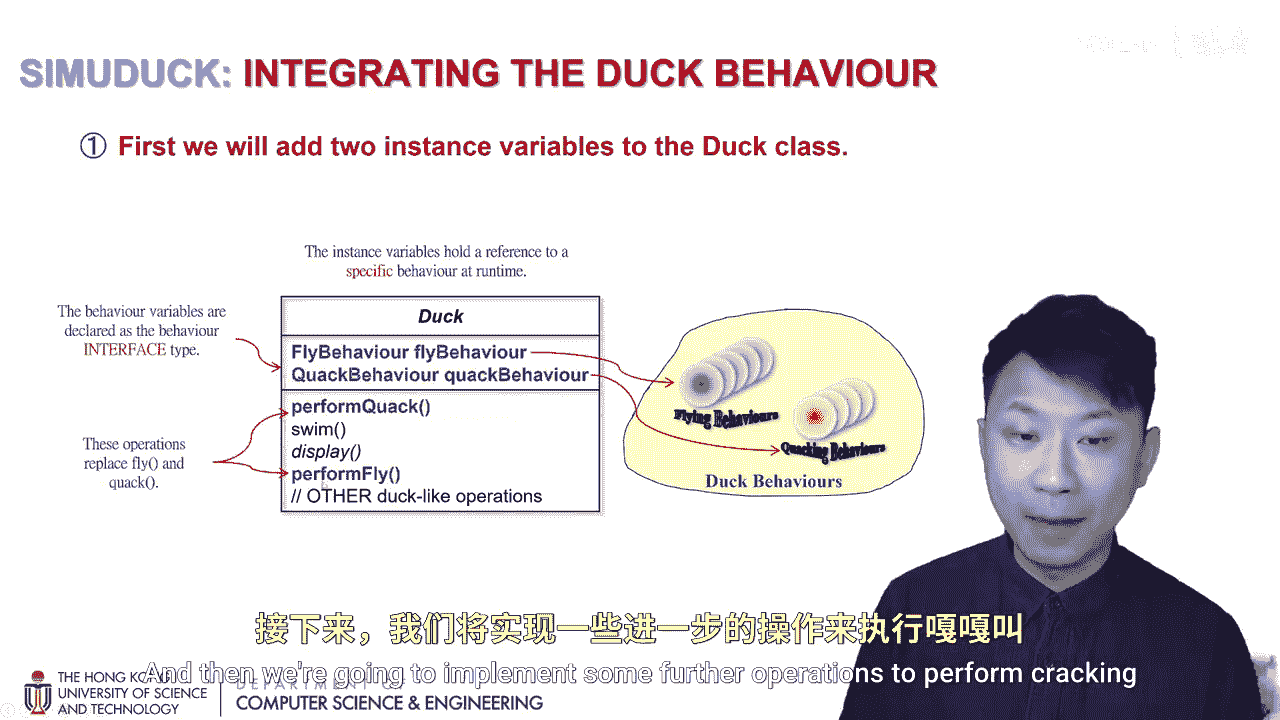 SIMUDUCK: INTEGRATING THE DUCK BEHAVIOUR
① First we will add two instance variables to the Duck class.
The instance variables hold a reference to a
specific behaviour at runtime.
The behaviour variables are
declared as the behaviour
INTERFACE type.
Duck
FlyBehaviour flyBehaviour
QuackBehaviour quackBehaviour
performQuack()
swim()
display()
performFly()
// OTHER duck-like operations
These operations
replace fly() and
quack().
Flying Behaviours
Quacking Behaviours
Duck Behaviours
接下来，我们将实现一些进一步的操作来执行嘎嘎叫
And then we're going to implement some further operations to perform cracking
THE HONG KONG
UNIVERSITY OF SCIENCE
AND TECHNOLOGY
DEPARTMENT OF
COMPUTER SCIENCE & ENGINEERING